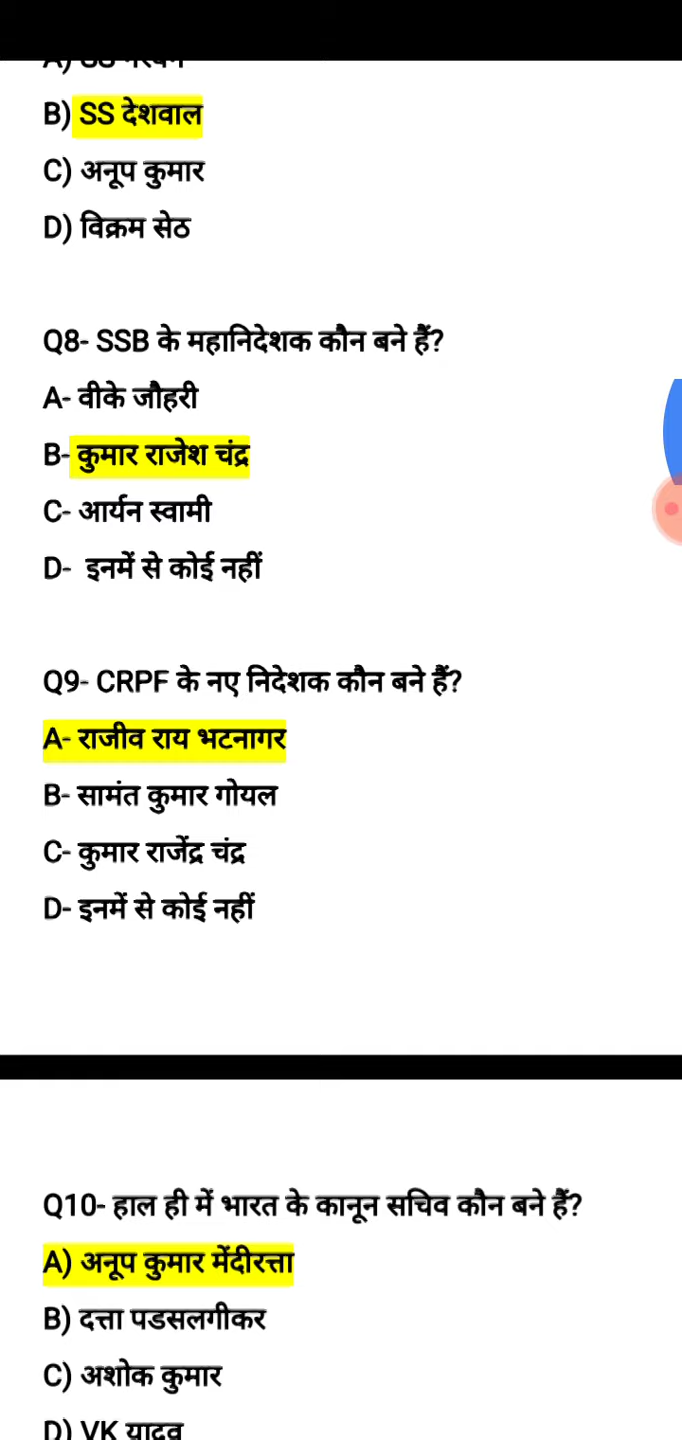 B) SS देशवाल
C) अनूप कुमार
D) विक्रम सेठ
Q8- SSB के महानिदेशक कौन बने हैं?
A- वीके जौहरी
B- कुमार राजेश चंद्र
C- आर्यन स्वामी
D- इनमें से कोई नहीं
Q9- CRPF के नए निदेशक कौन बने हैं?
A- राजीव राय भटनागर
B- सामंत कुमार गोयल
C- कुमार राजेंद्र चंद्र
D- इनमें से कोई नहीं
Q10- हाल ही में भारत के कानून सचिव कौन बने हैं?
A) अनूप कुमार मेंदीरत्ता
B) दत्ता पडसलगीकर
C) अशोक कुमार
D) VK यादव